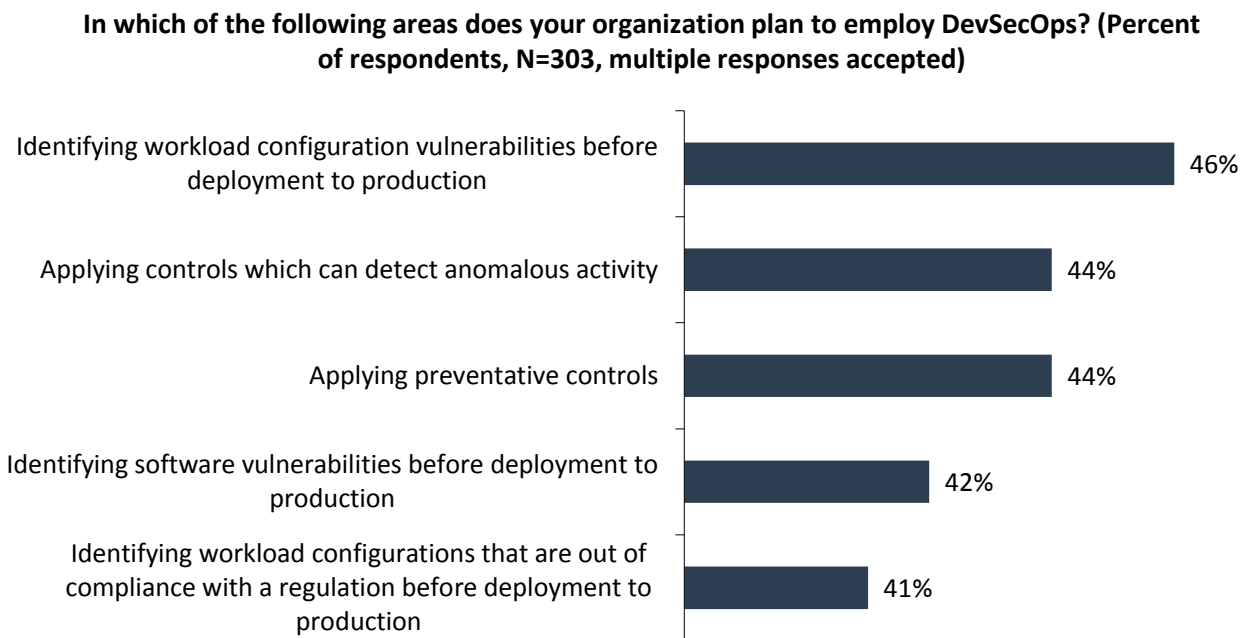 In which of the following areas does your organization plan to employ DevSecOps? (Percent
of respondents, N=303, multiple responses accepted)
Identifying workload configuration vulnerabilities before
deployment to production
46%
Applying controls which can detect anomalous activity
44%
Applying preventative controls
44%
Identifying software vulnerabilities before deployment to
production
42%
Identifying workload configurations that are out of
compliance with a regulation before deployment to
production
41%